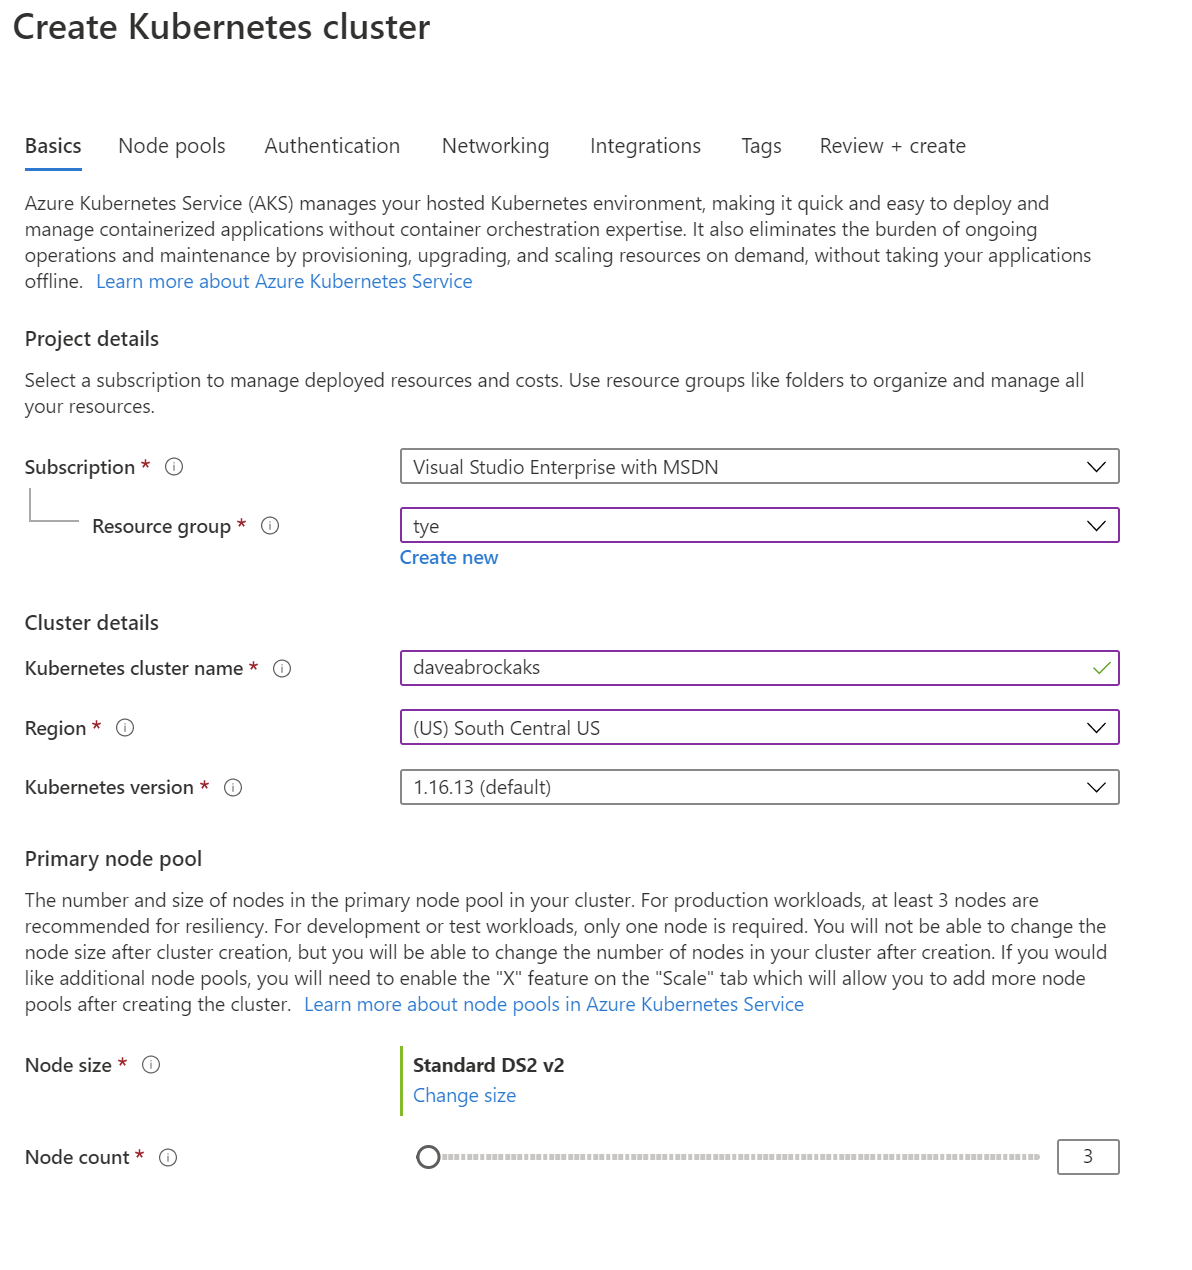 Create Kubernetes cluster
Basics Node pools Authentication Networking Integrations Tags Review + create
Azure Kubernetes Service (AKS) manages your hosted Kubernetes environment, making it quick and easy to deploy and
manage containerized applications without container orchestration expertise. It also eliminates the burden of ongoing
operations and maintenance by provisioning, upgrading, and scaling resources on demand, without taking your applications
offline. Learn more about Azure Kubernetes Service
Project details
Select a subscription to manage deployed resources and costs. Use resource groups like folders to organize and manage all
your resources.
Subscription * Visual Studio Enterprise with MSDN
Resource group * tye
Create new
Cluster details
Kubernetes cluster name * daveabrockaks
Region * (US) South Central US
Kubernetes version * 1.16.13 (default)
Primary node pool
The number and size of nodes in the primary node pool in your cluster. For production workloads, at least 3 nodes are
recommended for resiliency. For development or test workloads, only one node is required. You will not be able to change the
node size after cluster creation, but you will be able to change the number of nodes in your cluster after creation. If you would
like additional node pools, you will need to enable the "X" feature on the "Scale" tab which will allow you to add more node
pools after creating the cluster. Learn more about node pools in Azure Kubernetes Service
Node size * Standard DS2 v2
Change size
Node count * 3